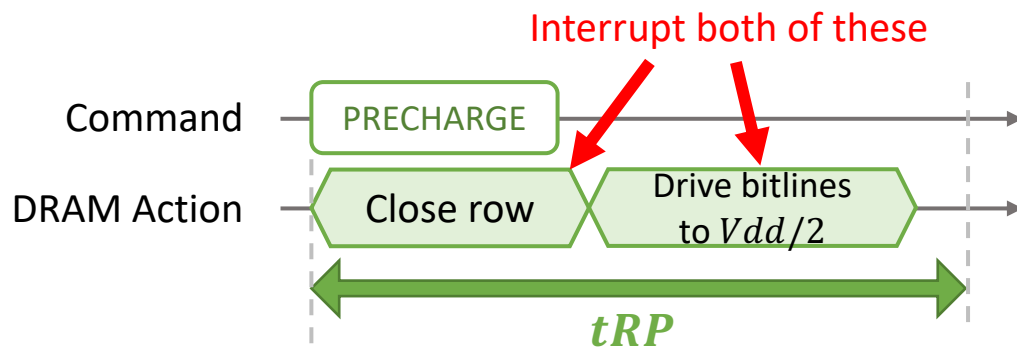 Interrupt both of these
Command
PRECHARGE
DRAM Action
Close row
Drive bitlines
to Vdd/2
tRP